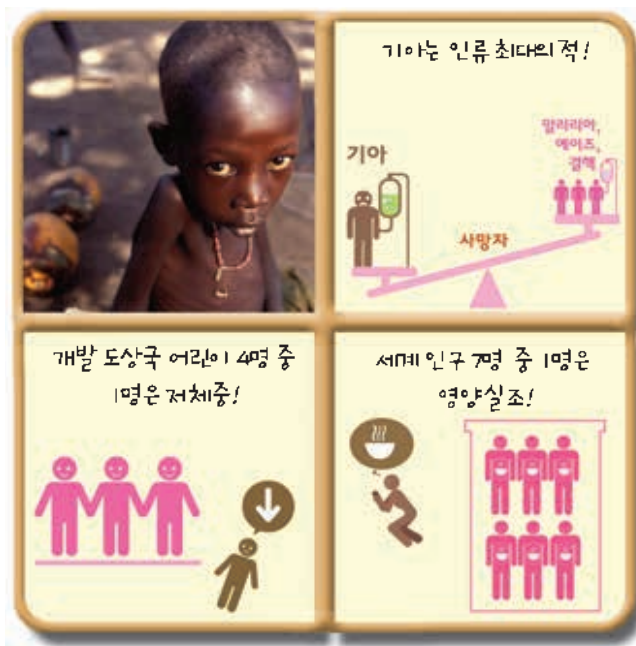 기아는 인류 최대의 적!
기아
말라리아,
에이즈,
결핵
사망자
개발 도상국 어린이 4명 중
1명은 저체중!
세계 인구 7명 중 1명은
영양실조!